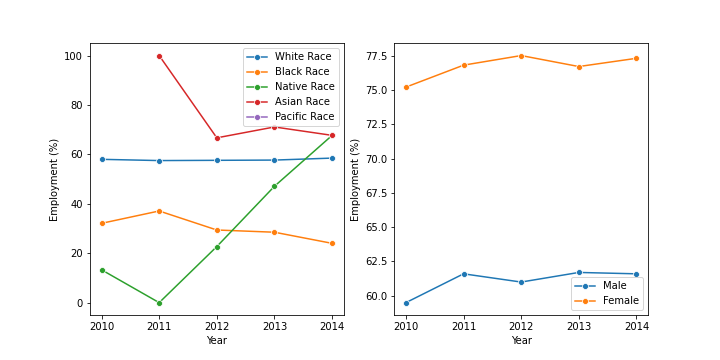 100
80
60
40
20
0
Employment (%)
2010 2011 2012 2013 2014
Year
White Race
Black Race
Native Race
Asian Race
Pacific Race
77.5
75.0
72.5
70.0
67.5
65.0
62.5
60.0
Employment (%)
2010 2011 2012 2013 2014
Year
Male
Female